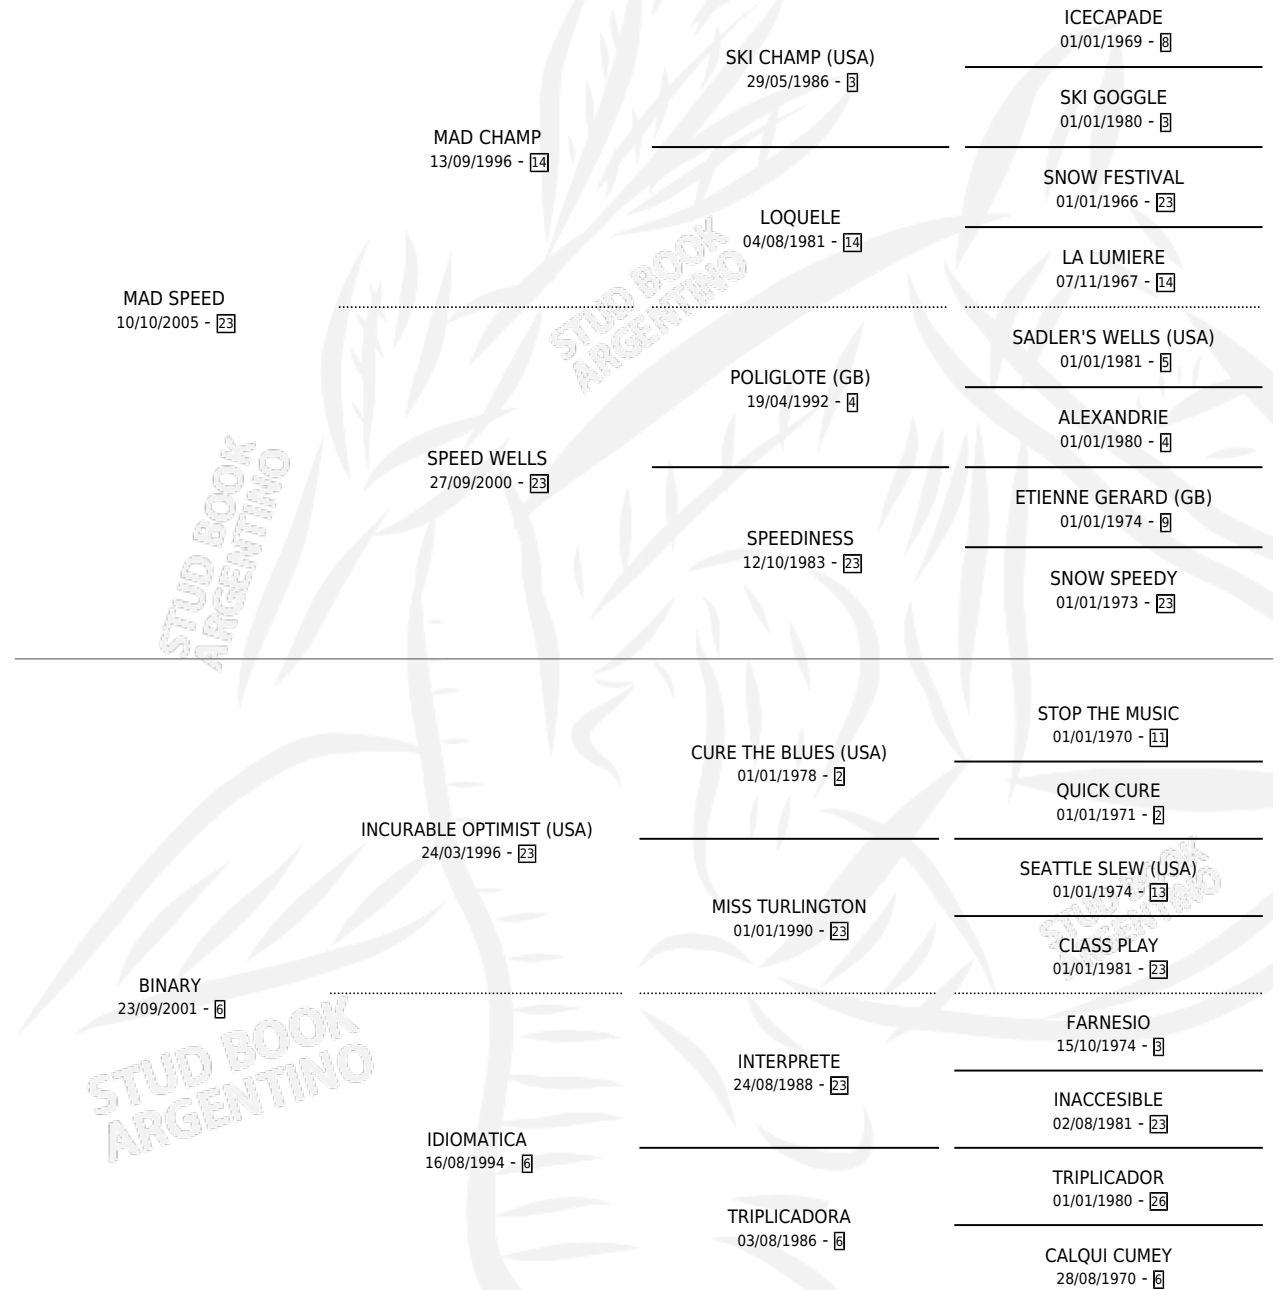 ICECAPADE
01/01/1969 - 8
SKI CHAMP (USA)
29/05/1986 - 3
SKI GOGGLE
01/01/1980 - 3
MAD CHAMP
13/09/1996 - 14
SNOW FESTIVAL
01/01/1966 - 23
LOQUELE
04/08/1981 - 14
LA LUMIERE
07/11/1967 - 14
MAD SPEED
10/10/2005 - 23
SADLER'S WELLS (USA)
01/01/1981 - 5
POLIGLOTE (GB)
19/04/1992 - 4
ALEXANDRIE
01/01/1980 - 4
SPEED WELLS
27/09/2000 - 23
ETIENNE GERARD (GB)
01/01/1974 - 9
SPEEDINESS
12/10/1983 - 23
SNOW SPEEDY
01/01/1973 - 23
STOP THE MUSIC
01/01/1970 - 11
CURE THE BLUES (USA)
01/01/1978 - 2
QUICK CURE
01/01/1971 - 2
INCURABLE OPTIMIST (USA)
24/03/1996 - 23
SEATTLE SLEW (USA)
01/01/1974 - 13
MISS TURLINGTON
01/01/1990 - 23
CLASS PLAY
01/01/1981 - 23
BINARY
23/09/2001 - 6
FARNESIO
15/10/1974 - 3
INTERPRETE
24/08/1988 - 23
INACCESIBLE
02/08/1981 - 23
IDIOMATICA
16/08/1994 - 6
TRIPLICADOR
01/01/1980 - 26
TRIPLICADORA
03/08/1986 - 6
CALQUI CUMEY
28/08/1970 - 6
STUD BOOK
ARGENTINO
STUD BOOK
ARGENTINO
STUD BOOK
ARGENTINO
STUD BOOK
ARGENTINO